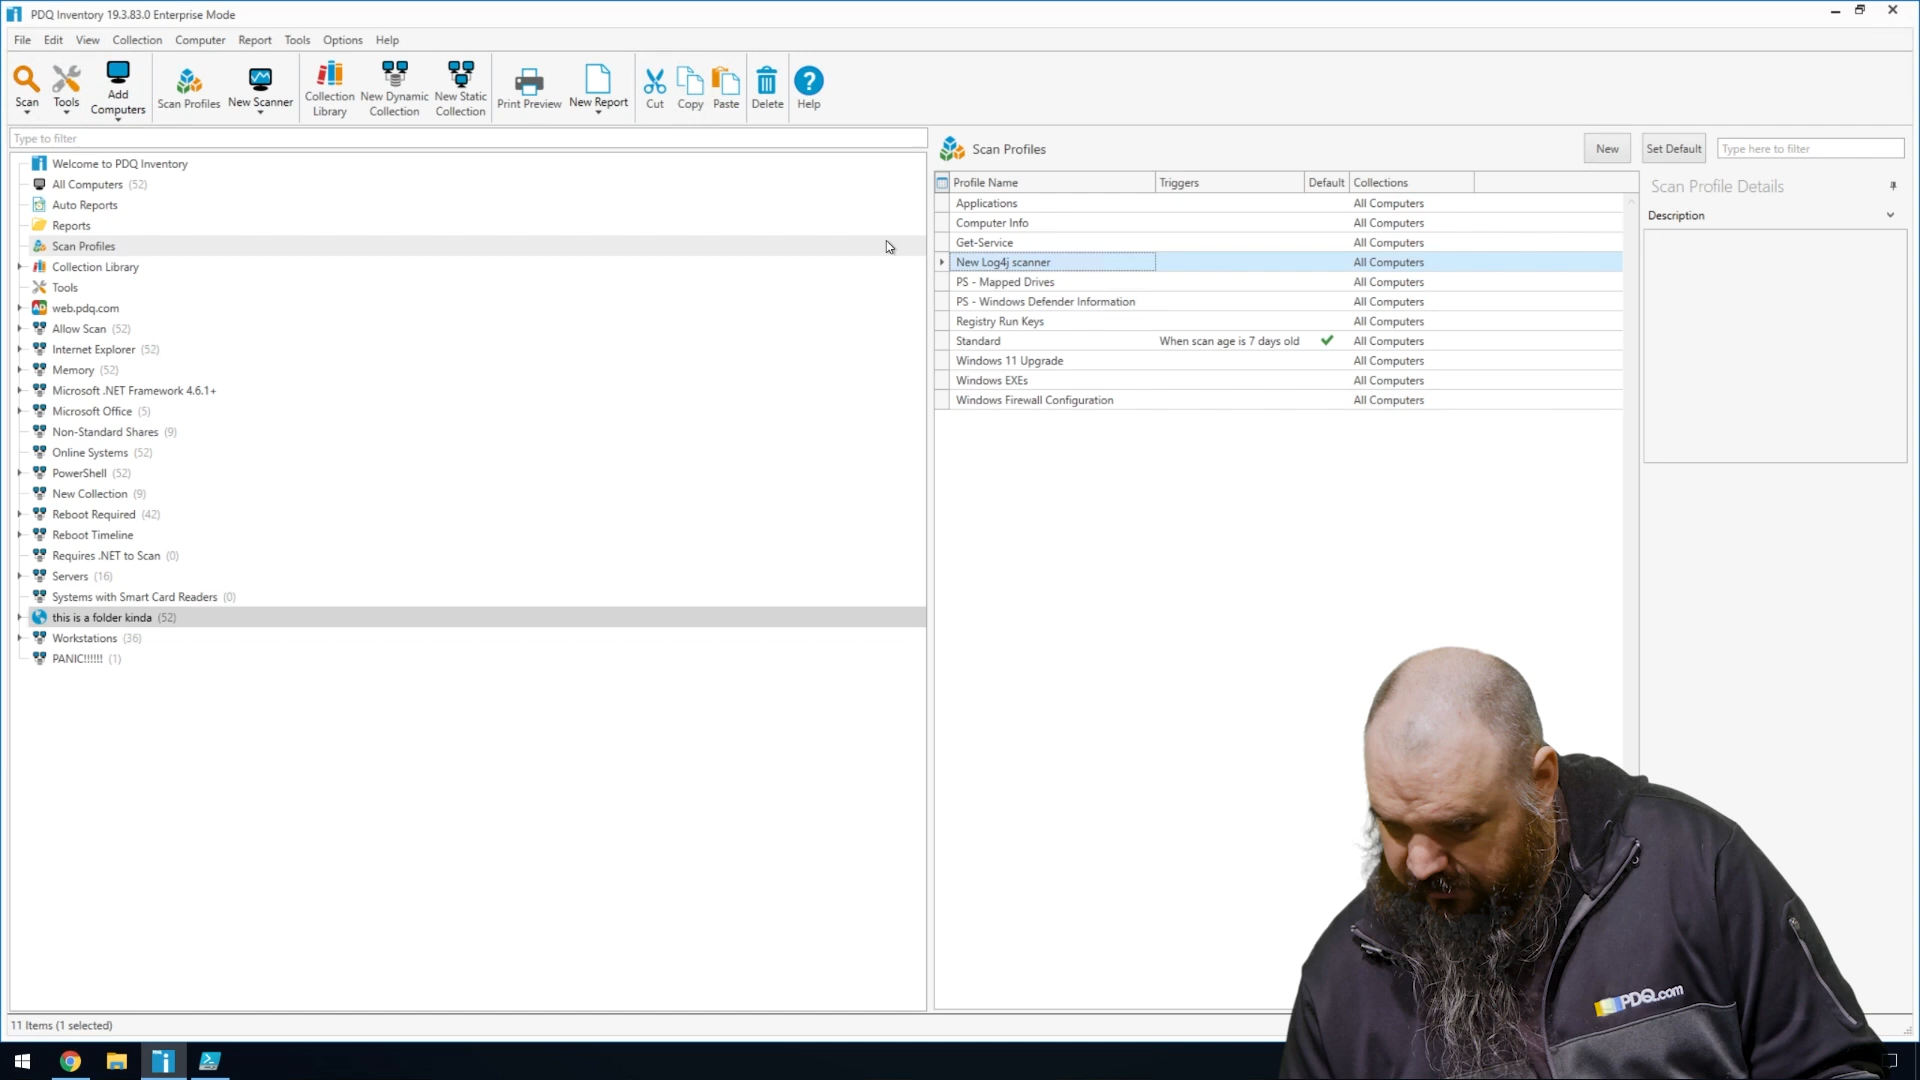 PDQ Inventory 19.3.83.0 Enterprise Mode
File Edit View Collection Computer Report Tools Options Help
Scan
Tools
Add Computers
Scan Profiles
New Scanner
Collection Library
New Dynamic Collection
New Static Collection
Print Preview
New Report
Cut
Copy
Paste
Delete
Help
Type to filter
Welcome to PDQ Inventory
All Computers (52)
Auto Reports
Reports
Scan Profiles
Collection Library
Tools
AD web.pdq.com
Allow Scan (52)
Internet Explorer (52)
Memory (52)
Microsoft .NET Framework 4.6.1+
Microsoft Office (5)
Non-Standard Shares (9)
Online Systems (52)
PowerShell (52)
New Collection (9)
Reboot Required (42)
Reboot Timeline
Requires .NET to Scan (0)
Servers (16)
Systems with Smart Card Readers (0)
this is a folder kinda (52)
Workstations (36)
PANIC!!!!!! (1)
Scan Profiles
New
Set Default
Type here to filter
Profile Name Triggers Default Collections
Applications All Computers
Computer Info All Computers
Get-Service All Computers
New Log4j scanner All Computers
PS - Mapped Drives All Computers
PS - Windows Defender Information All Computers
Registry Run Keys All Computers
Standard When scan age is 7 days old All Computers
Windows 11 Upgrade All Computers
Windows EXEs All Computers
Windows Firewall Configuration All Computers
Scan Profile Details
Description
PDQ.com
11 Items (1 selected)